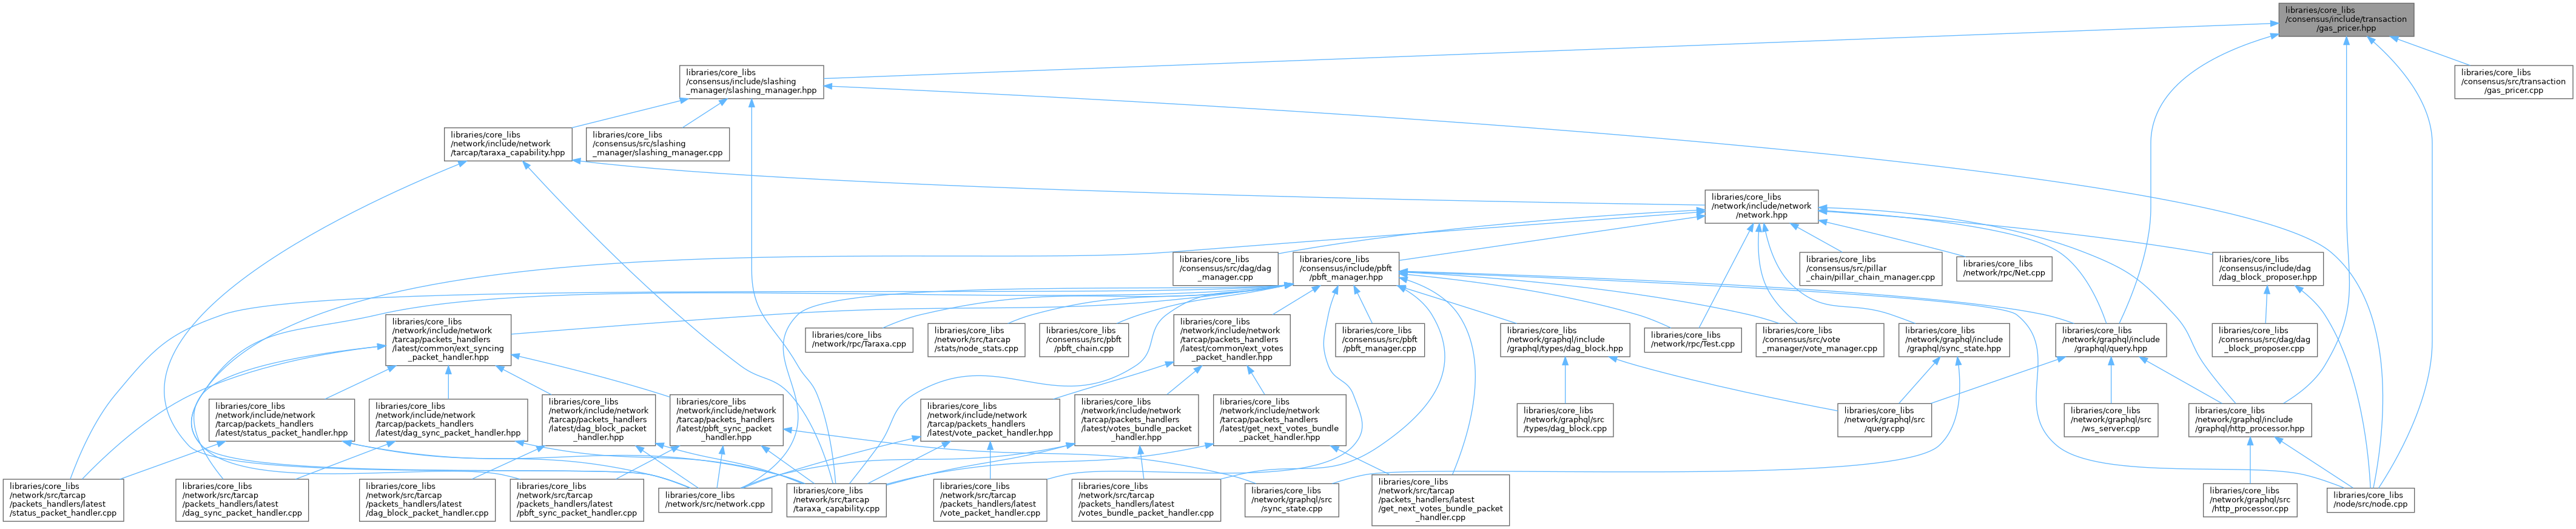 libraries/core_libs
/consensus/include/transaction
/gas_pricer.hpp
libraries/core_libs
/consensus/include/slashing
_manager/slashing_manager.hpp
libraries/core_libs
/consensus/src/transaction
/gas_pricer.cpp
libraries/core_libs
/network/include/network
/tarcap/taraxa_capability.hpp
libraries/core_libs
/consensus/src/slashing
_manager/slashing_manager.cpp
libraries/core_libs
/network/include/network
/network.hpp
libraries/core_libs
/consensus/src/dag/dag
_manager.cpp
libraries/core_libs
/consensus/include/pbft
/pbft_manager.hpp
libraries/core_libs
/consensus/src/pillar
_chain/pillar_chain_manager.cpp
libraries/core_libs
/network/rpc/Net.cpp
libraries/core_libs
/consensus/include/dag
/dag_block_proposer.hpp
libraries/core_libs
/network/include/network
/tarcap/packets_handlers
/latest/common/ext_syncing
_packet_handler.hpp
libraries/core_libs
/network/rpc/Taraxa.cpp
libraries/core_libs
/network/src/tarcap
/stats/node_stats.cpp
libraries/core_libs
/consensus/src/pbft
/pbft_chain.cpp
libraries/core_libs
/network/include/network
/tarcap/packets_handlers
/latest/common/ext_votes
_packet_handler.hpp
libraries/core_libs
/consensus/src/pbft
/pbft_manager.cpp
libraries/core_libs
/network/graphql/include
/graphql/types/dag_block.hpp
libraries/core_libs
/network/rpc/Test.cpp
libraries/core_libs
/consensus/src/vote
_manager/vote_manager.cpp
libraries/core_libs
/network/graphql/include
/graphql/sync_state.hpp
libraries/core_libs
/network/graphql/include
/graphql/query.hpp
libraries/core_libs
/consensus/src/dag/dag
_block_proposer.cpp
libraries/core_libs
/network/include/network
/tarcap/packets_handlers
/latest/status_packet_handler.hpp
libraries/core_libs
/network/include/network
/tarcap/packets_handlers
/latest/dag_sync_packet_handler.hpp
libraries/core_libs
/network/include/network
/tarcap/packets_handlers
/latest/dag_block_packet
_handler.hpp
libraries/core_libs
/network/include/network
/tarcap/packets_handlers
/latest/pbft_sync_packet
_handler.hpp
libraries/core_libs
/network/include/network
/tarcap/packets_handlers
/latest/vote_packet_handler.hpp
libraries/core_libs
/network/include/network
/tarcap/packets_handlers
/latest/votes_bundle_packet
_handler.hpp
libraries/core_libs
/network/include/network
/tarcap/packets_handlers
/latest/get_next_votes_bundle
_packet_handler.hpp
libraries/core_libs
/network/graphql/src
/types/dag_block.cpp
libraries/core_libs
/network/graphql/src
/query.cpp
libraries/core_libs
/network/graphql/src
/ws_server.cpp
libraries/core_libs
/network/graphql/include
/graphql/http_processor.hpp
libraries/core_libs
/network/src/tarcap
/packets_handlers/latest
/status_packet_handler.cpp
libraries/core_libs
/network/src/tarcap
/packets_handlers/latest
/dag_sync_packet_handler.cpp
libraries/core_libs
/network/src/tarcap
/packets_handlers/latest
/dag_block_packet_handler.cpp
libraries/core_libs
/network/src/tarcap
/packets_handlers/latest
/pbft_sync_packet_handler.cpp
libraries/core_libs
/network/src/network.cpp
libraries/core_libs
/network/src/tarcap
/taraxa_capability.cpp
libraries/core_libs
/network/src/tarcap
/packets_handlers/latest
/vote_packet_handler.cpp
libraries/core_libs
/network/src/tarcap
/packets_handlers/latest
/votes_bundle_packet_handler.cpp
libraries/core_libs
/network/graphql/src
/sync_state.cpp
libraries/core_libs
/network/src/tarcap
/packets_handlers/latest
/get_next_votes_bundle_packet
_handler.cpp
libraries/core_libs
/network/graphql/src
/http_processor.cpp
libraries/core_libs
/node/src/node.cpp